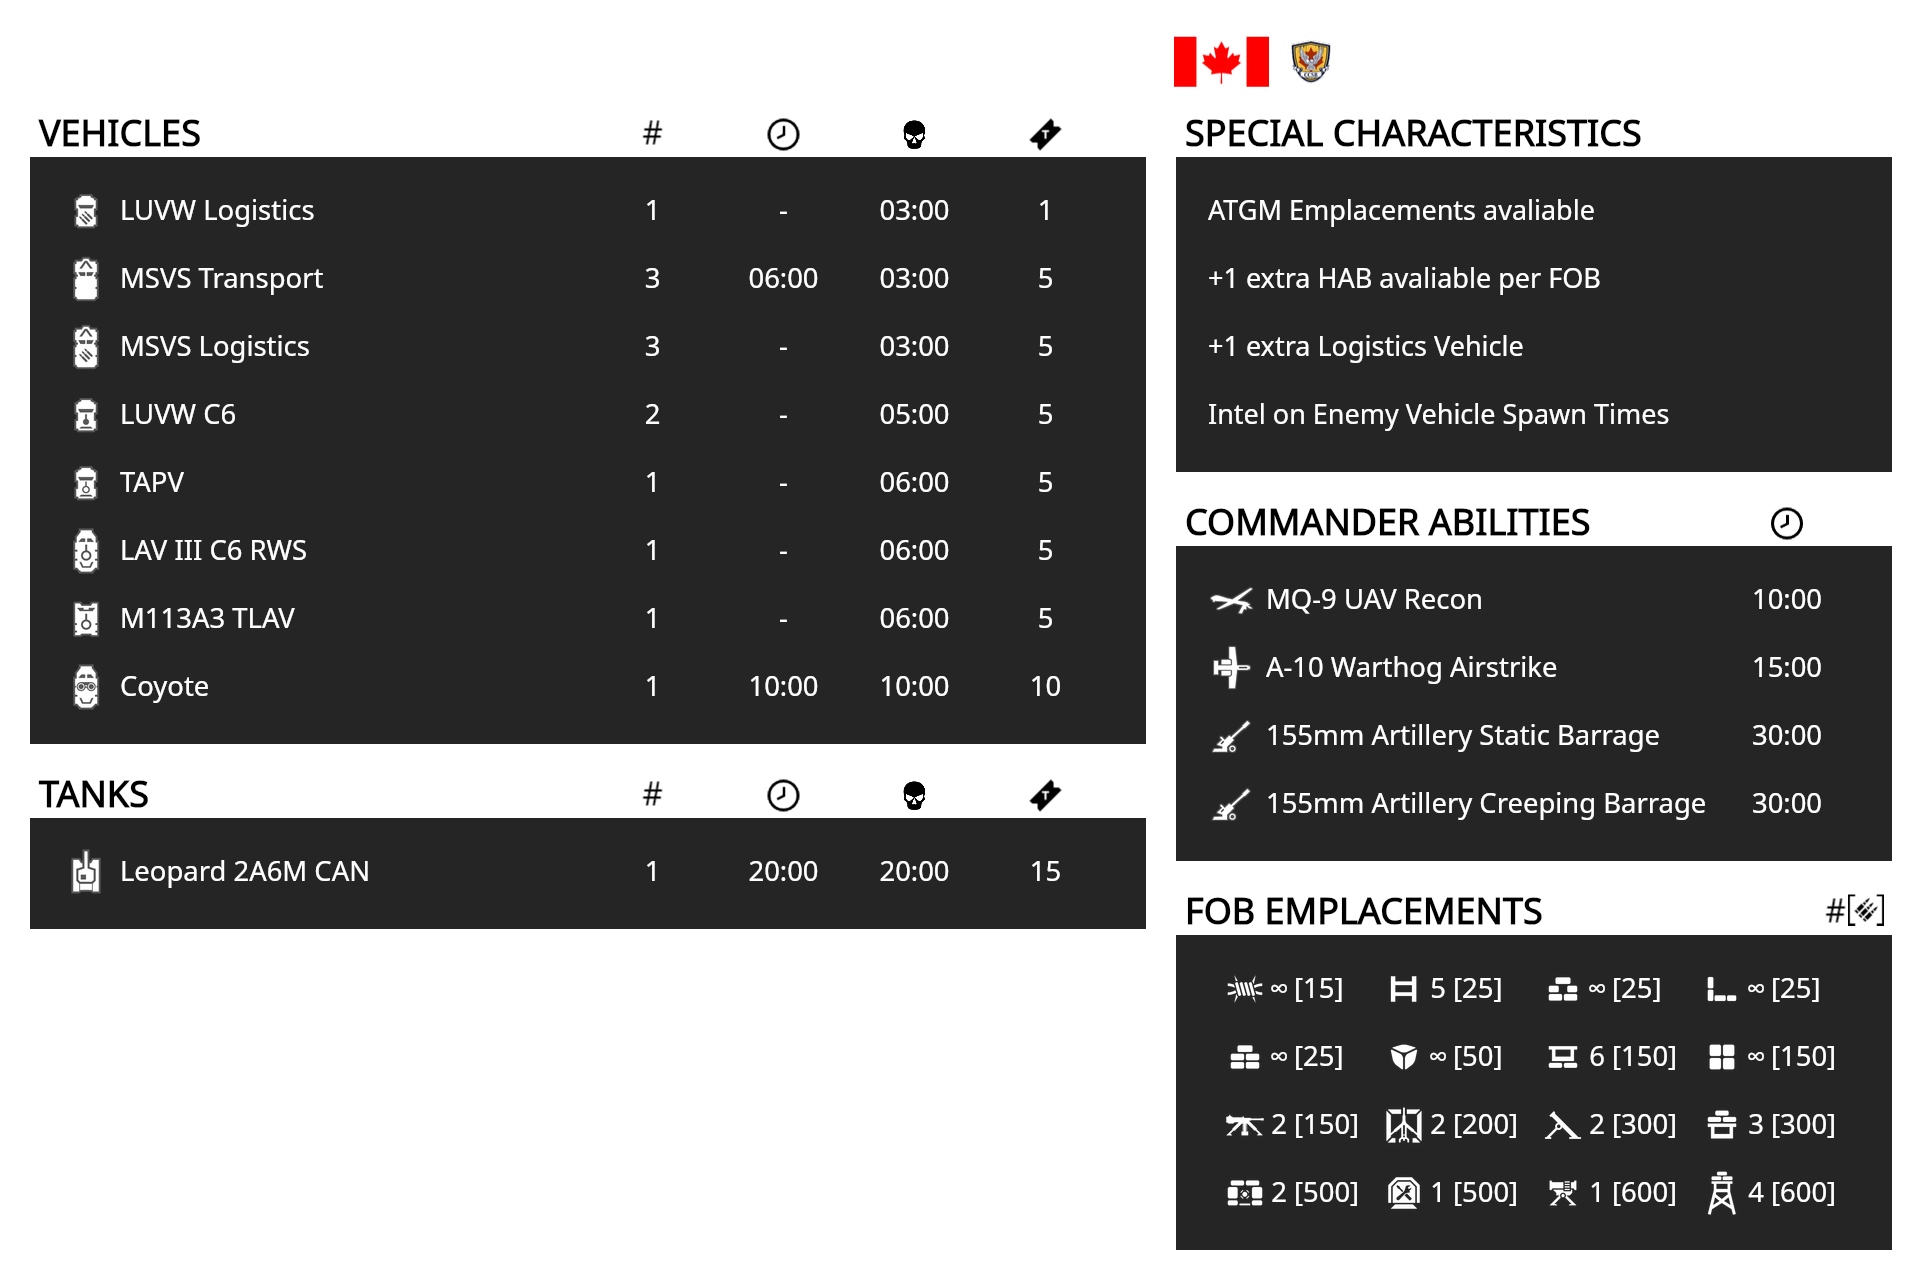 VEHICLES #
LUVW Logistics 1 - 03:00 1
MSVS Transport 3 06:00 03:00 5
MSVS Logistics 3 - 03:00 5
LUVW C6 2 - 05:00 5
TAPV 1 - 06:00 5
LAV III C6 RWS 1 - 06:00 5
M113A3 TLAV 1 - 06:00 5
Coyote 1 10:00 10:00 10
TANKS #
Leopard 2A6M CAN 1 20:00 20:00 15
SPECIAL CHARACTERISTICS
ATGM Emplacements avaliable
+1 extra HAB avaliable per FOB
+1 extra Logistics Vehicle
Intel on Enemy Vehicle Spawn Times
COMMANDER ABILITIES
MQ-9 UAV Recon 10:00
A-10 Warthog Airstrike 15:00
155mm Artillery Static Barrage 30:00
155mm Artillery Creeping Barrage 30:00
FOB EMPLACEMENTS #[]
∞ [15] 5 [25] ∞ [25] ∞ [25]
∞ [25] ∞ [50] 6 [150] ∞ [150]
2 [150] 2 [200] 2 [300] 3 [300]
2 [500] 1 [500] 1 [600] 4 [600]